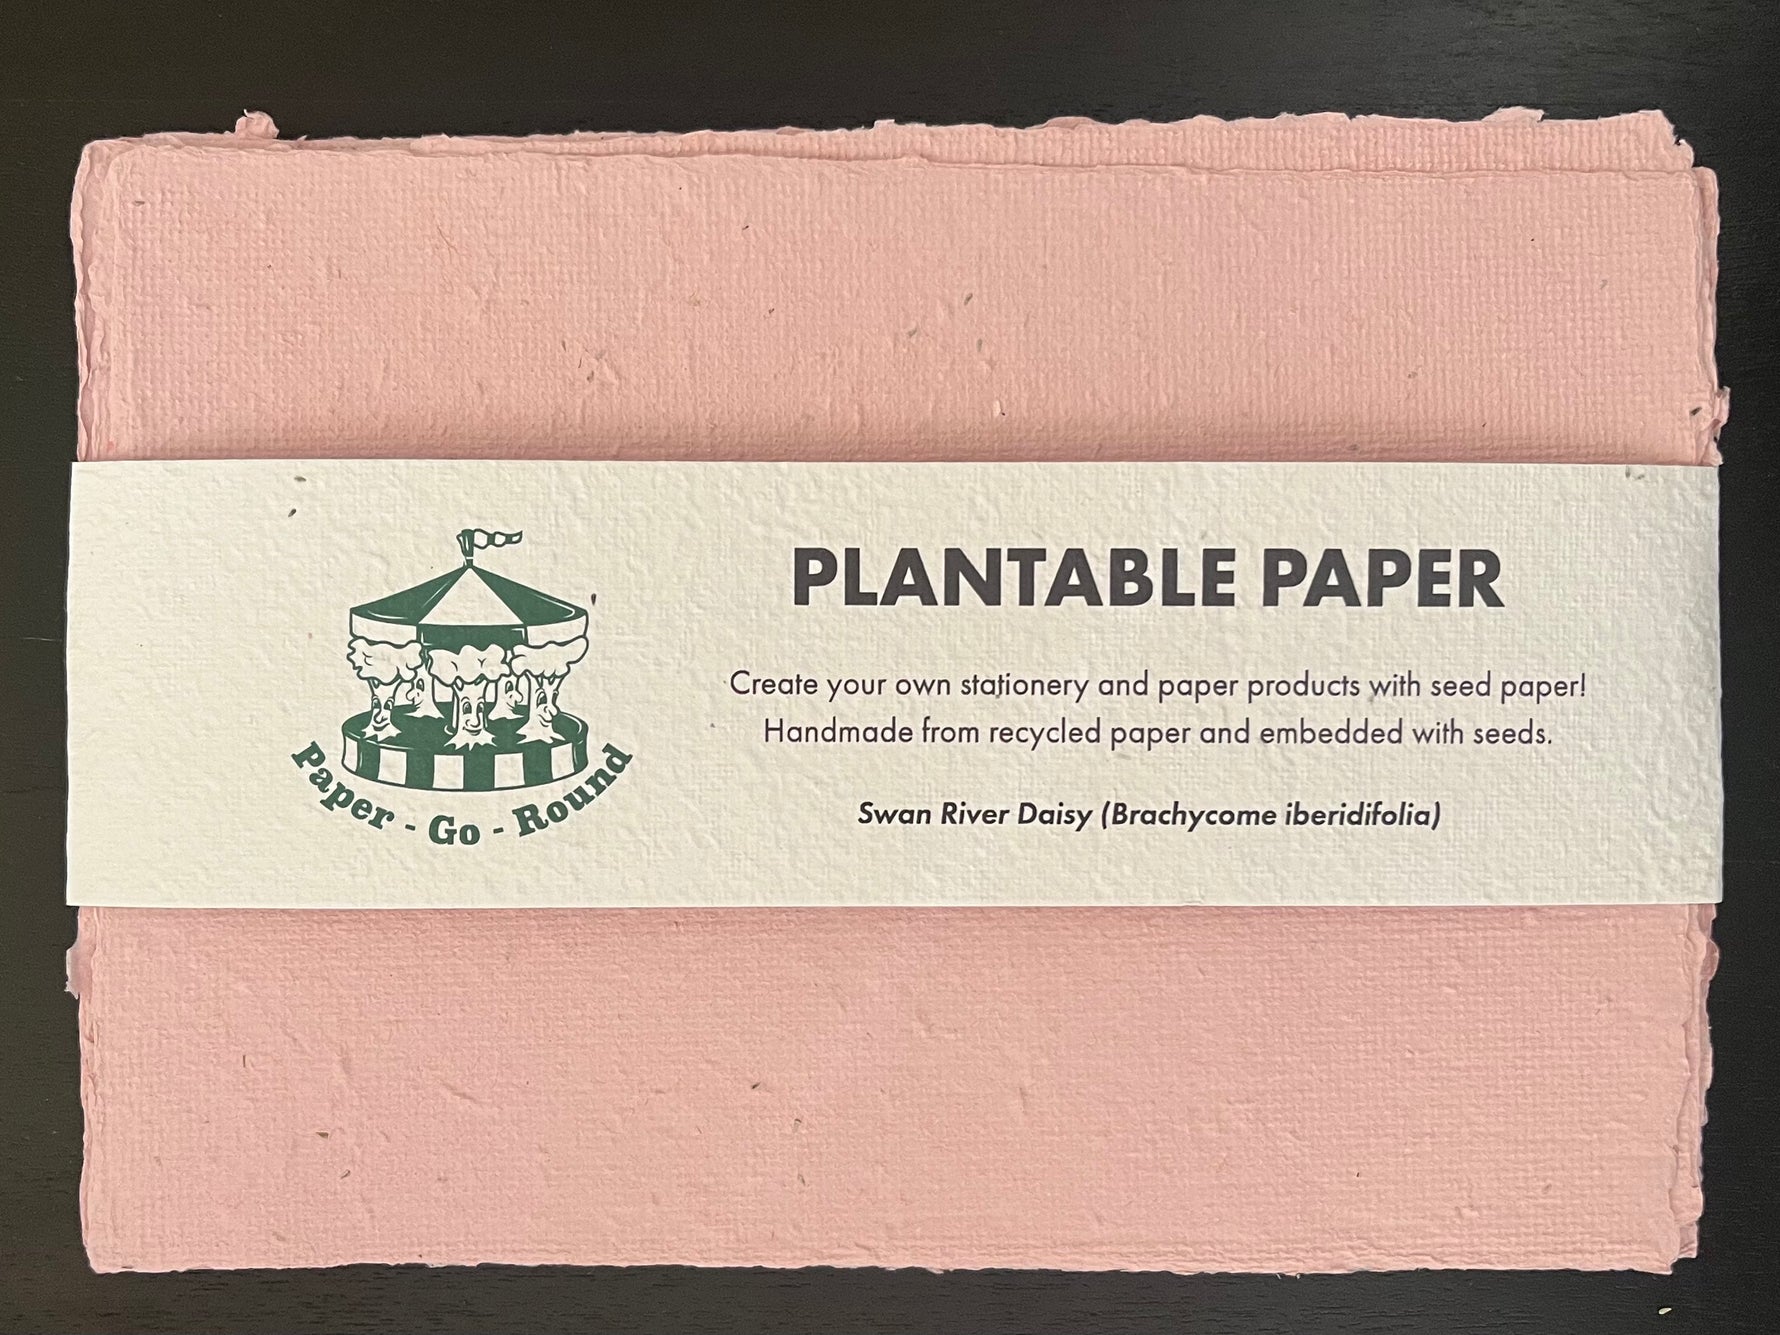 PLANTABLE PAPER
Create your own stationery and paper products with seed paper!
Handmade from recycled paper and embedded with seeds.
Swan River Daisy (Brachycome iberidifolia)
Paper - Go - Round